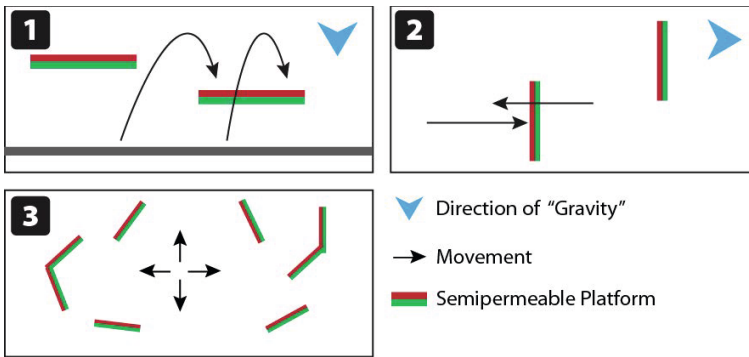 1
2
3
Direction of "Gravity"
Movement
Semipermeable Platform